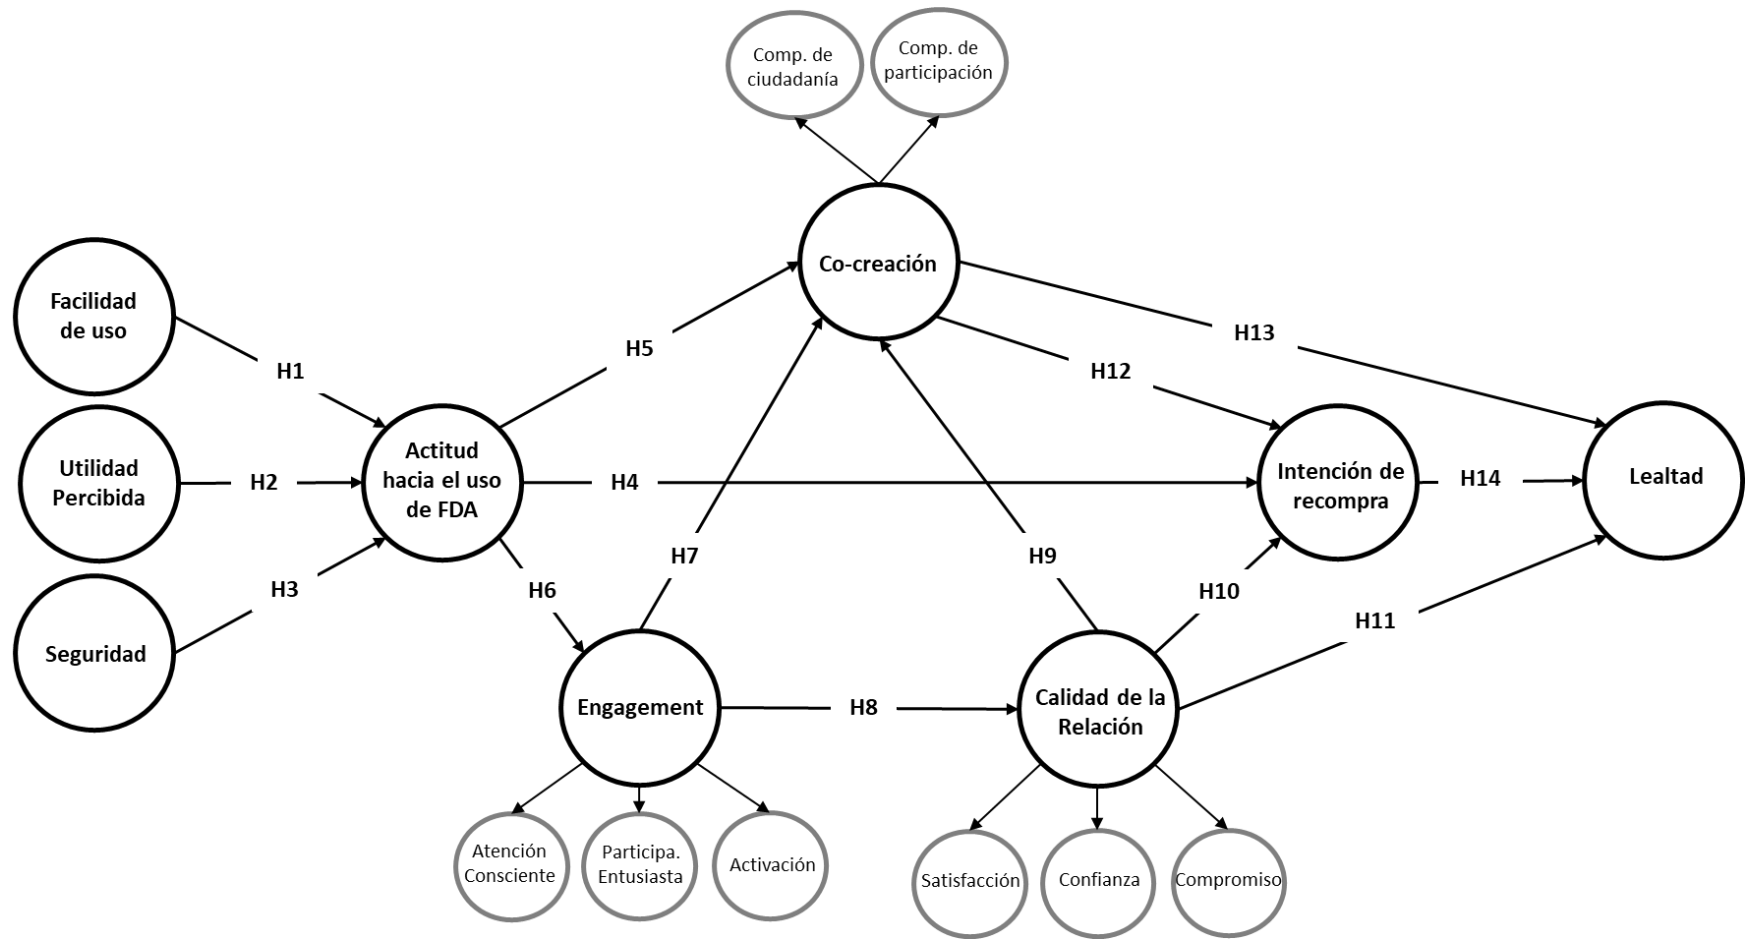 Comp. de
ciudadanía
Comp. de
participación
Co-creación
Facilidad
de uso
H1
H5
H13
H12
Utilidad
Percibida
H2
Actitud
hacia el uso
de FDA
H4
Intención de
recompra
H14
Lealtad
Seguridad
H3
H6
H7
H9
H10
H11
Engagement
H8
Calidad de la
Relación
Atención
Consciente
Participa.
Entusiasta
Activación
Satisfacción
Confianza
Compromiso